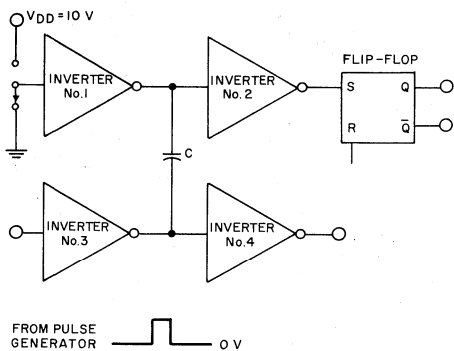 VDD = 10 V
INVERTER
No.1
INVERTER
No.2
FLIP-FLOP
S
Q
R
Q̅
C
INVERTER
No.3
INVERTER
No.4
FROM PULSE
GENERATOR
0 V